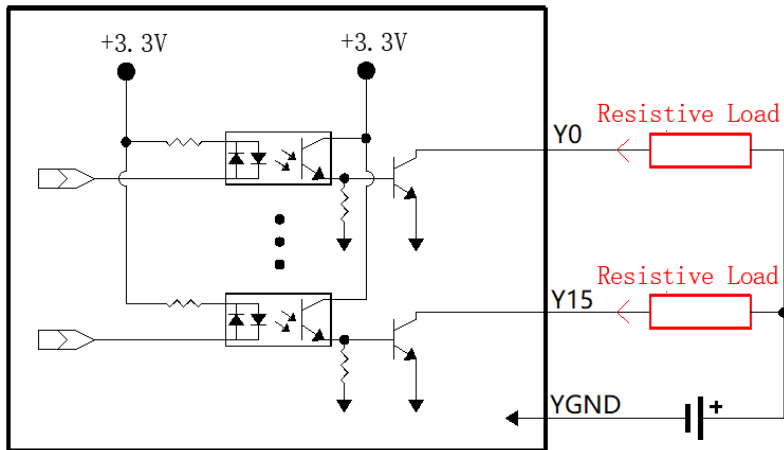 +3.3V
+3.3V
Resistive Load
Y0
Resistive Load
Y15
YGND
+